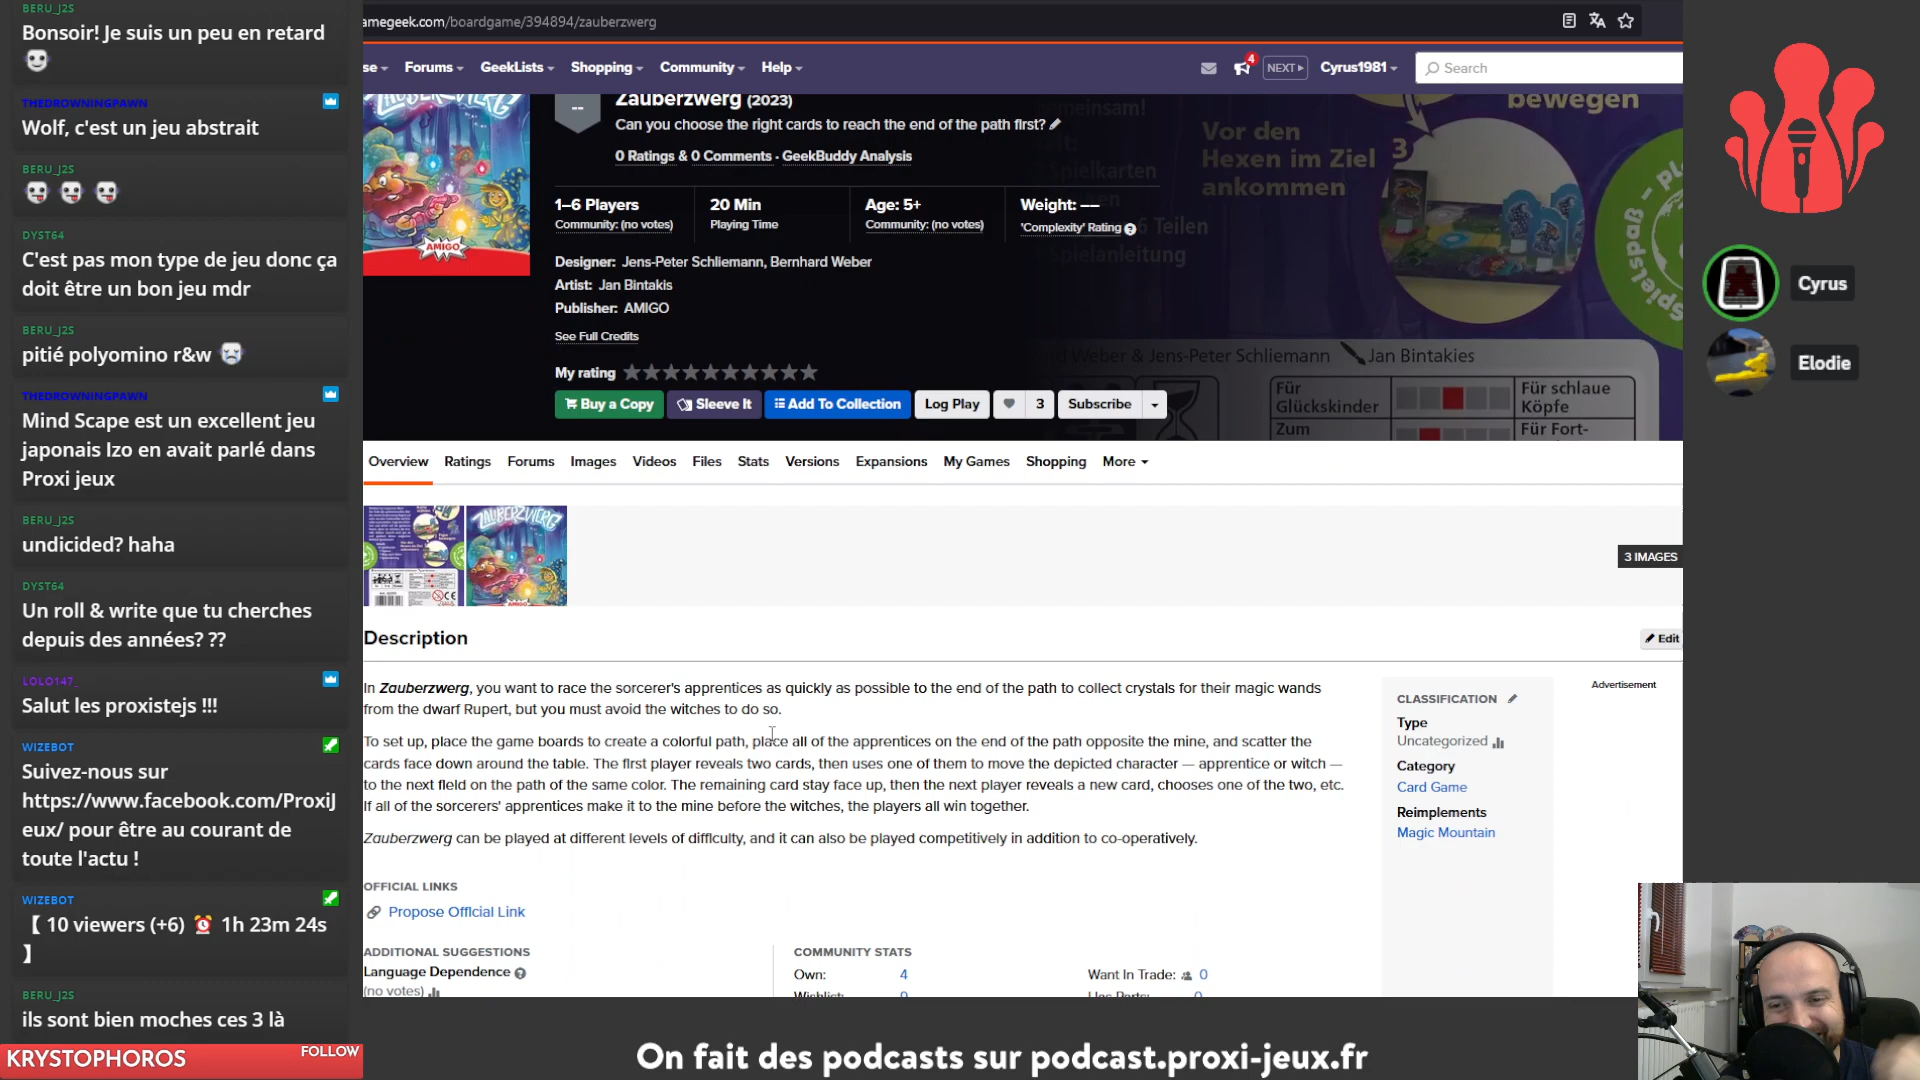 BERU_J2S
Bonsoir! Je suis un peu en retard
THEDROWNINGPAWN
Wolf, c'est un jeu abstrait
BERU_J2S
DYST64
C'est pas mon type de jeu donc ça
doit être un bon jeu mdr
BERU_J2S
pitié polyomino r&w
THEDROWNINGPAWN
Mind Scape est un excellent jeu
japonais Izo en avait parlé dans
Proxi jeux
BERU_J2S
undicided? haha
DYST64
Un roll & write que tu cherches
depuis des années? ??
LOLO147_
Salut les proxistejs !!!
WIZEBOT
Suivez-nous sur
https://www.facebook.com/ProxiJ
eux/ pour être au courant de
toute l'actu !
WIZEBOT
【 10 viewers (+6) ⏰ 1h 23m 24s
】
BERU_J2S
ils sont bien moches ces 3 là
KRYSTOPHOROS
FOLLOW
amegeek.com/boardgame/394894/zauberzwerg
se
Forums
GeekLists
Shopping
Community
Help
4
NEXT
Cyrus1981
Search
ZAUBERZWERG
AMIGO
--
Zauberzwerg (2023)
Can you choose the right cards to reach the end of the path first?
0 Ratings & 0 Comments · GeekBuddy Analysis
1–6 Players
Community: (no votes)
20 Min
Playing Time
Age: 5+
Community: (no votes)
Weight: ––
'Complexity' Rating
Designer: Jens-Peter Schliemann, Bernhard Weber
Artist: Jan Bintakis
Publisher: AMIGO
See Full Credits
My rating
Buy a Copy
Sleeve It
Add To Collection
Log Play
3
Subscribe
bewegen
Vor den
Hexen im Ziel
ankommen
3
Spielkarten
6 Teilen
Spielanleitung
Weber & Jens-Peter Schliemann
Jan Bintakies
Für
Glückskinder
Für schlaue
Köpfe
Zum
Für Fort-
Overview
Ratings
Forums
Images
Videos
Files
Stats
Versions
Expansions
My Games
Shopping
More
ZAUBERZWERG
AMIGO
3 IMAGES
Description
Edit
In Zauberzwerg, you want to race the sorcerer's apprentices as quickly as possible to the end of the path to collect crystals for their magic wands
from the dwarf Rupert, but you must avoid the witches to do so.
To set up, place the game boards to create a colorful path, place all of the apprentices on the end of the path opposite the mine, and scatter the
cards face down around the table. The first player reveals two cards, then uses one of them to move the depicted character — apprentice or witch —
to the next field on the path of the same color. The remaining card stay face up, then the next player reveals a new card, chooses one of the two, etc.
If all of the sorcerers' apprentices make it to the mine before the witches, the players all win together.
Zauberzwerg can be played at different levels of difficulty, and it can also be played competitively in addition to co-operatively.
CLASSIFICATION
Type
Uncategorized
Category
Card Game
Reimplements
Magic Mountain
Advertisement
OFFICIAL LINKS
Propose Official Link
ADDITIONAL SUGGESTIONS
Language Dependence
(no votes)
COMMUNITY STATS
Own:
4
Want In Trade:
0
Cyrus
Elodie
On fait des podcasts sur podcast.proxi-jeux.fr